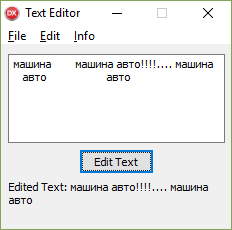 Text Editor
File Edit Info
машина машина авто!!!!.... машина
авто авто
Edit Text
Edited Text: машина авто!!!!.... машина
авто